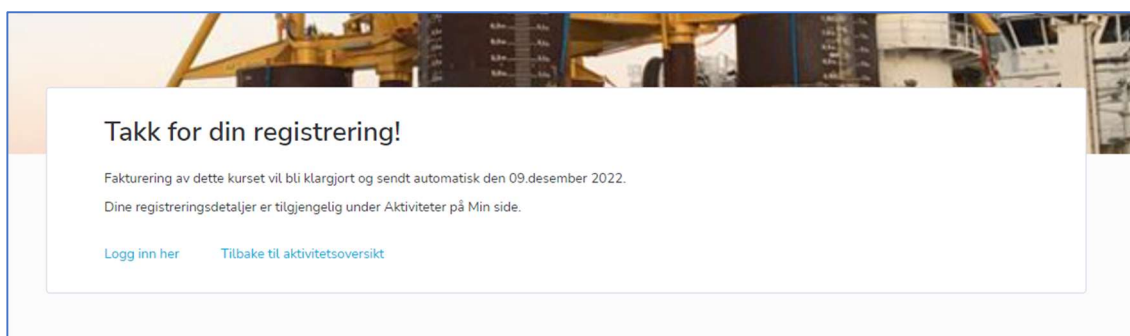 Takk for din registrering!
Fakturering av dette kurset vil bli klargjort og sendt automatisk den 09.desember 2022.
Dine registreringsdetaljer er tilgjengelig under Aktiviteter på Min side.
Logg inn her Tilbake til aktivitetsoversikt